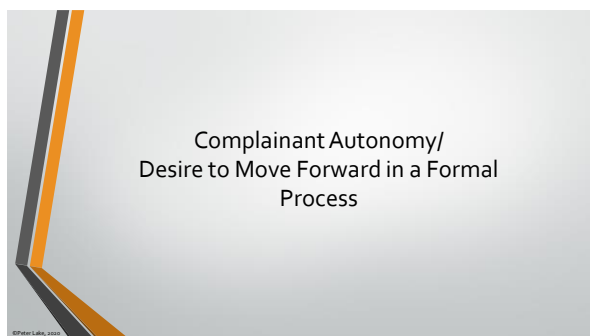 Complainant Autonomy/
Desire to Move Forward in a Formal
Process
©Peter Lake, 2020